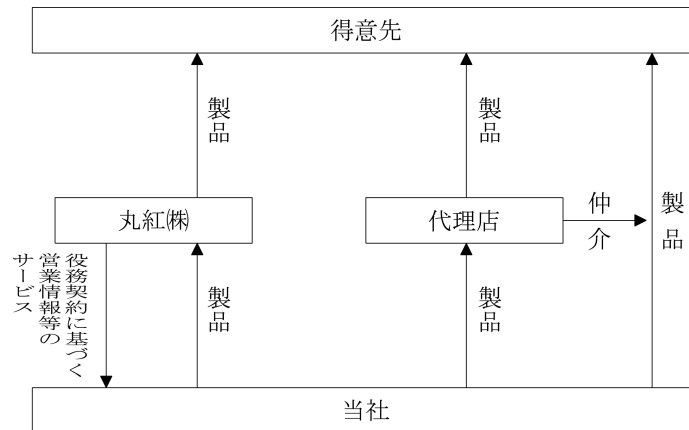 得意先
製品
製品
丸紅㈱
代理店
仲介
製品
役務契約に基づく
営業情報等の
サービス
製品
製品
当社